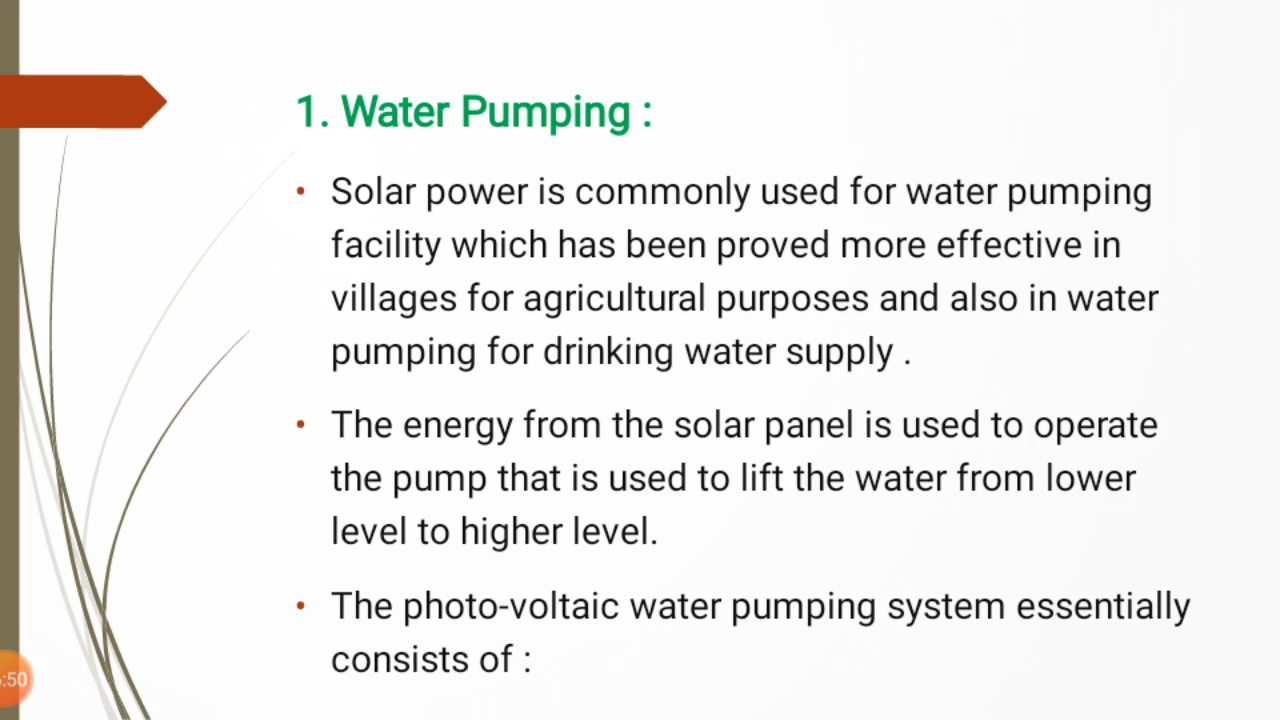 1. Water Pumping :
• Solar power is commonly used for water pumping
facility which has been proved more effective in
villages for agricultural purposes and also in water
pumping for drinking water supply .
• The energy from the solar panel is used to operate
the pump that is used to lift the water from lower
level to higher level.
• The photo-voltaic water pumping system essentially
consists of :
:50